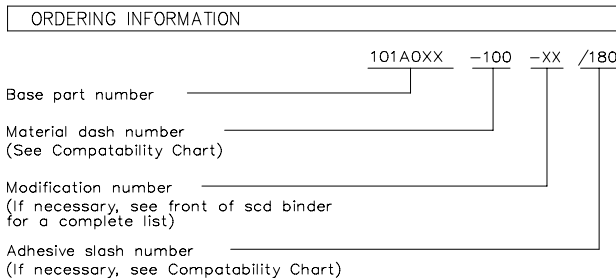 ORDERING INFORMATION
101A0XX -100 -XX /180
Base part number
Material dash number
(See Compatability Chart)
Modification number
(If necessary, see front of scd binder
for a complete list)
Adhesive slash number
(If necessary, see Compatability Chart)